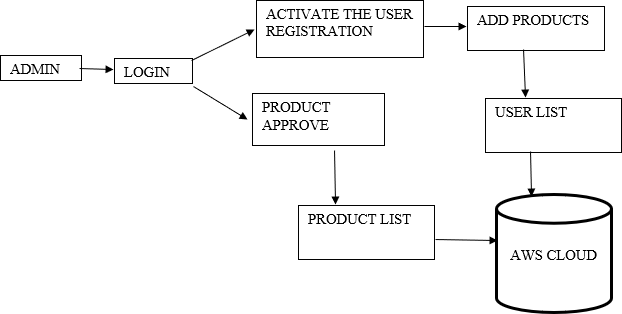 ACTIVATE THE USER
REGISTRATION
ADD PRODUCTS
ADMIN
LOGIN
PRODUCT
APPROVE
USER LIST
PRODUCT LIST
AWS CLOUD